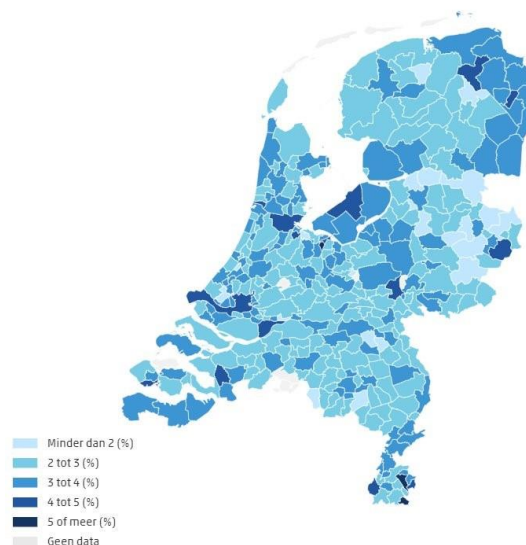 Minder dan 2 (%)
2 tot 3 (%)
3 tot 4 (%)
4 tot 5 (%)
5 of meer (%)
Geen data